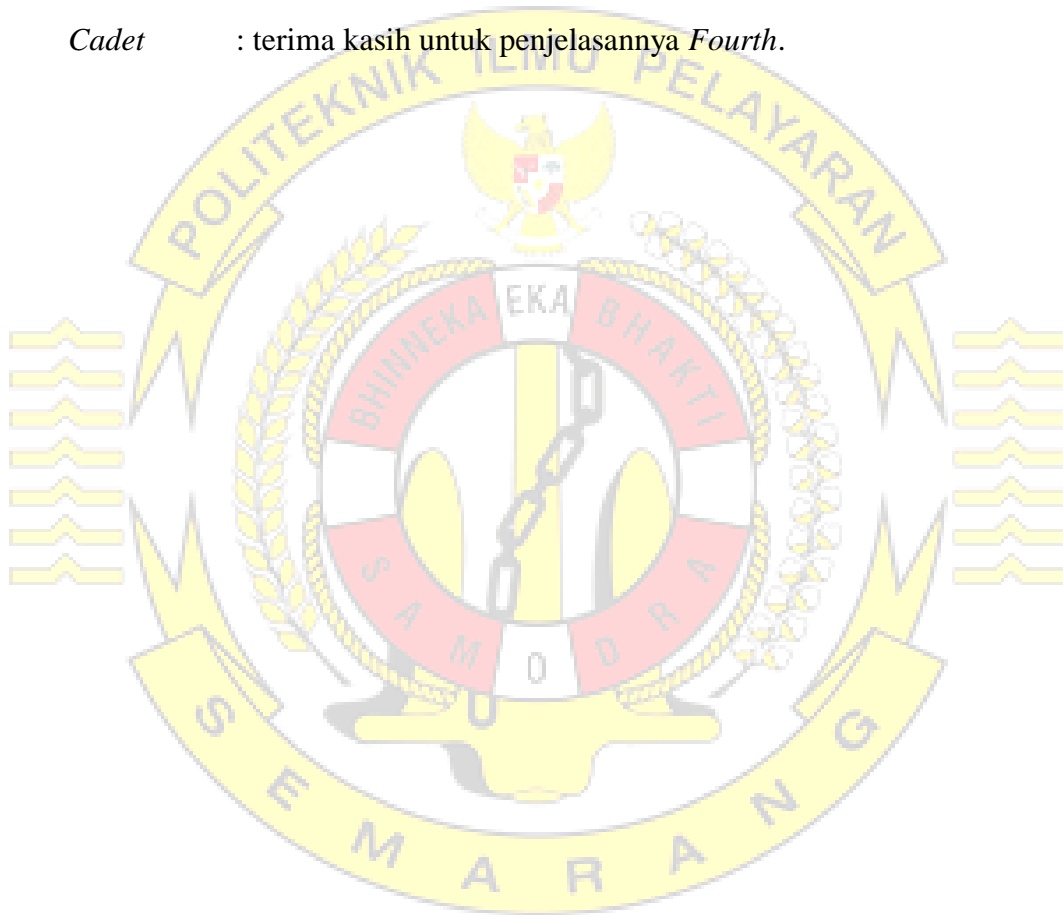 Cadet : terima kasih untuk penjelasannya Fourth.
POLITEKNIK ILMU PELAYARAN
BHINNEKA EKA BHAKTI
SAMODRA
SEMARANG